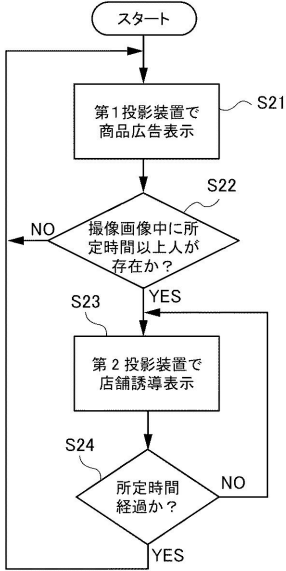 スタート
第1投影装置で
商品広告表示
S21
S22
撮像画像中に所
定時間以上人が
存在か?
NO
YES
S23
第2投影装置で
店舗誘導表示
S24
所定時間
経過か?
NO
YES